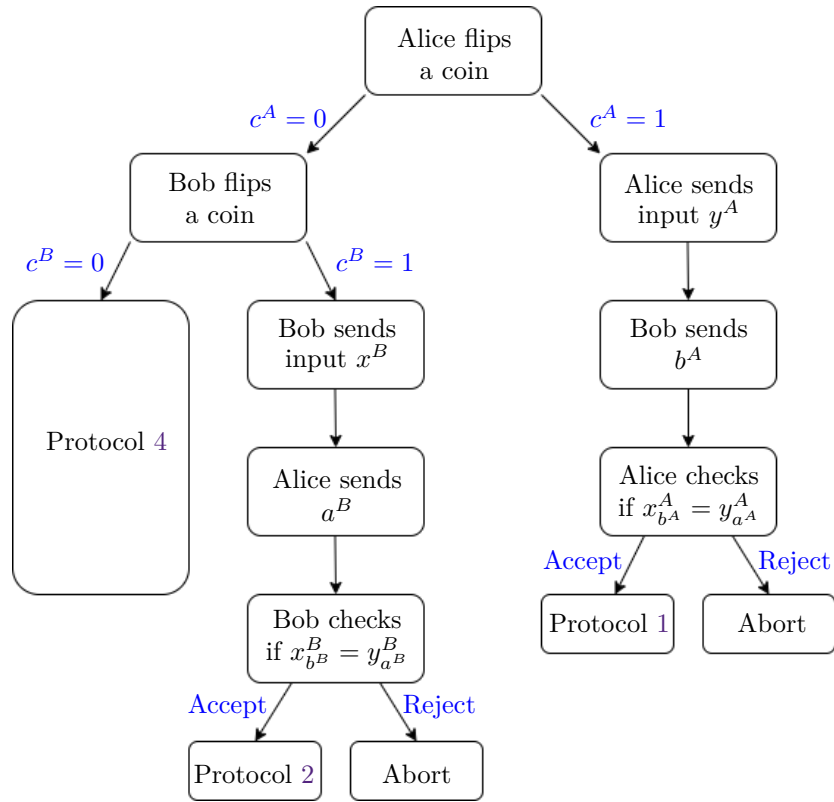 Alice flips
a coin
c^A = 0
c^A = 1
Bob flips
a coin
Alice sends
input y^A
c^B = 0
c^B = 1
Protocol 4
Bob sends
input x^B
Bob sends
b^A
Alice sends
a^B
Alice checks
if x^A_{b^A} = y^A_{a^A}
Accept
Reject
Protocol 1
Abort
Bob checks
if x^B_{b^B} = y^B_{a^B}
Accept
Reject
Protocol 2
Abort